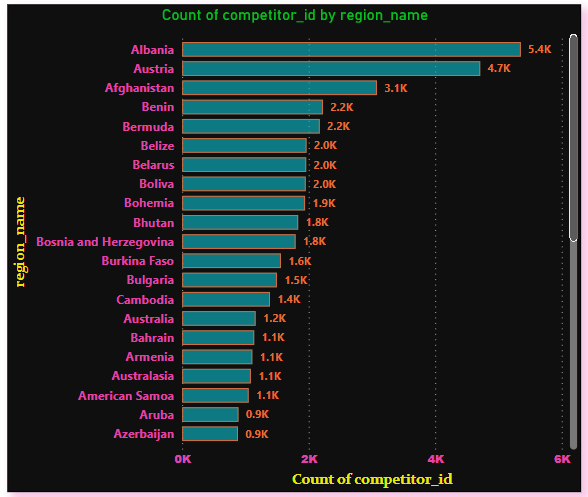 Count of competitor_id by region_name
region_name
Albania 5.4K
Austria 4.7K
Afghanistan 3.1K
Benin 2.2K
Bermuda 2.2K
Belize 2.0K
Belarus 2.0K
Boliva 2.0K
Bohemia 1.9K
Bhutan 1.8K
Bosnia and Herzegovina 1.8K
Burkina Faso 1.6K
Bulgaria 1.5K
Cambodia 1.4K
Australia 1.2K
Bahrain 1.1K
Armenia 1.1K
Australasia 1.1K
American Samoa 1.1K
Aruba 0.9K
Azerbaijan 0.9K
0K 2K 4K 6K
Count of competitor_id